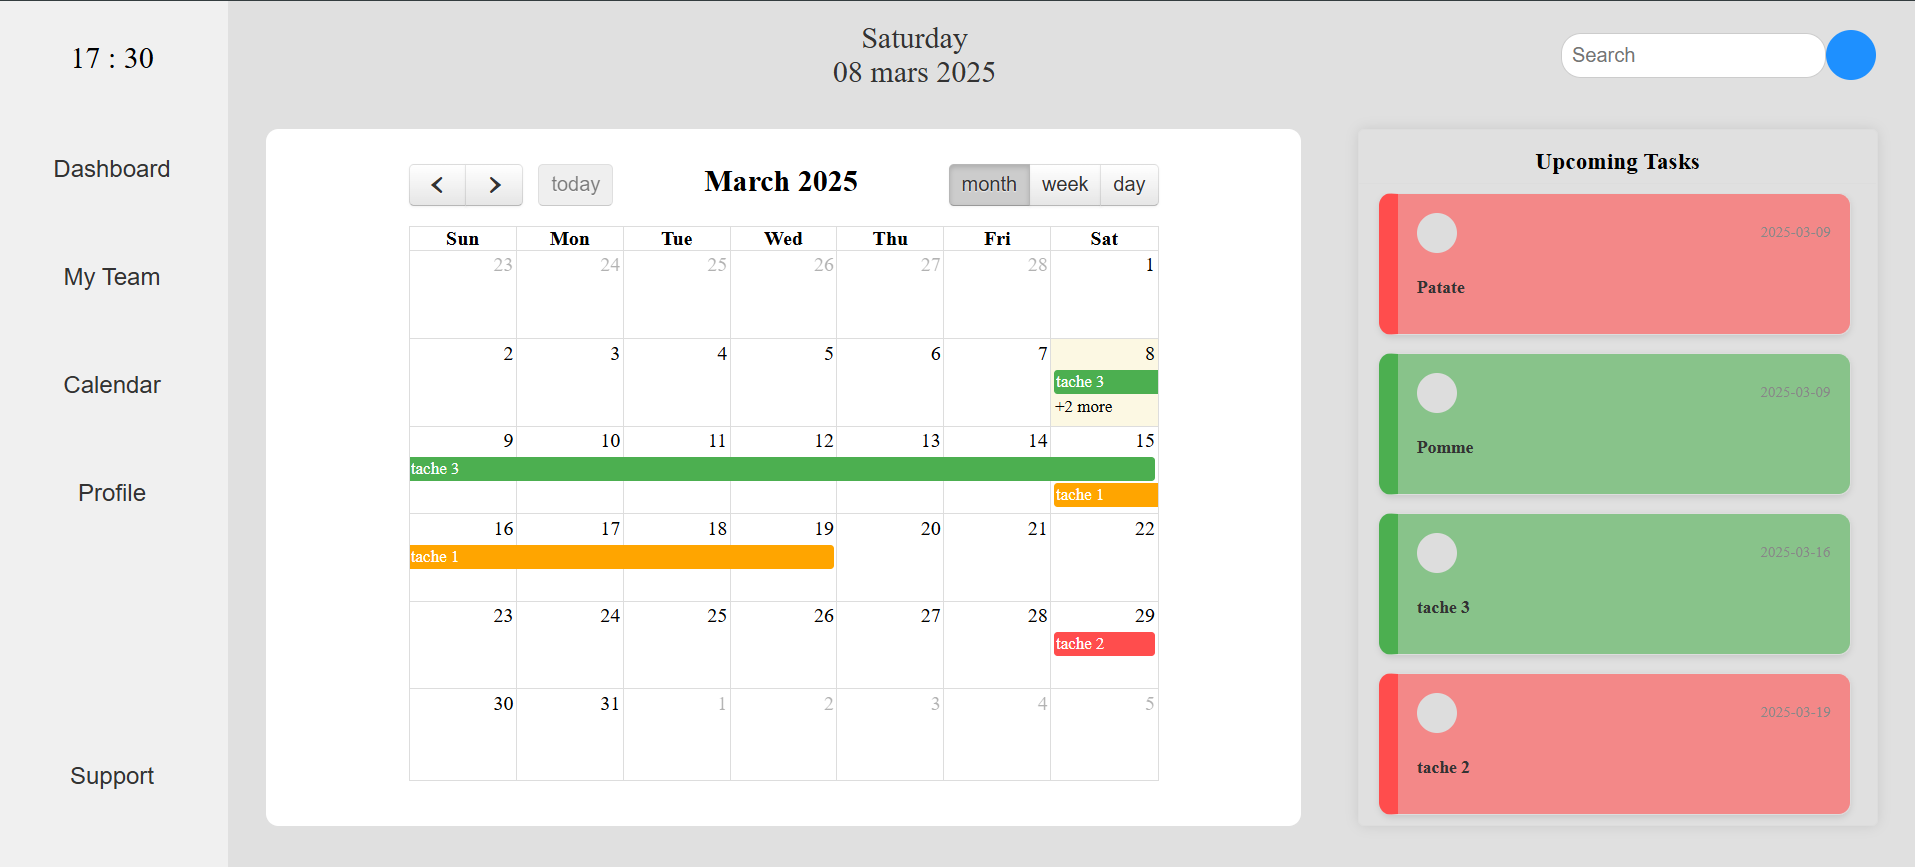 17 : 30
Dashboard
My Team
Calendar
Profile
Support
Saturday
08 mars 2025
Search
today
March 2025
month week day
Sun Mon Tue Wed Thu Fri Sat
23 24 25 26 27 28 1
2 3 4 5 6 7 8
tache 3
+2 more
9 10 11 12 13 14 15
tache 3
tache 1
16 17 18 19 20 21 22
tache 1
23 24 25 26 27 28 29
tache 2
30 31 1 2 3 4 5
Upcoming Tasks
2025-03-09
Patate
2025-03-09
Pomme
2025-03-16
tache 3
2025-03-19
tache 2